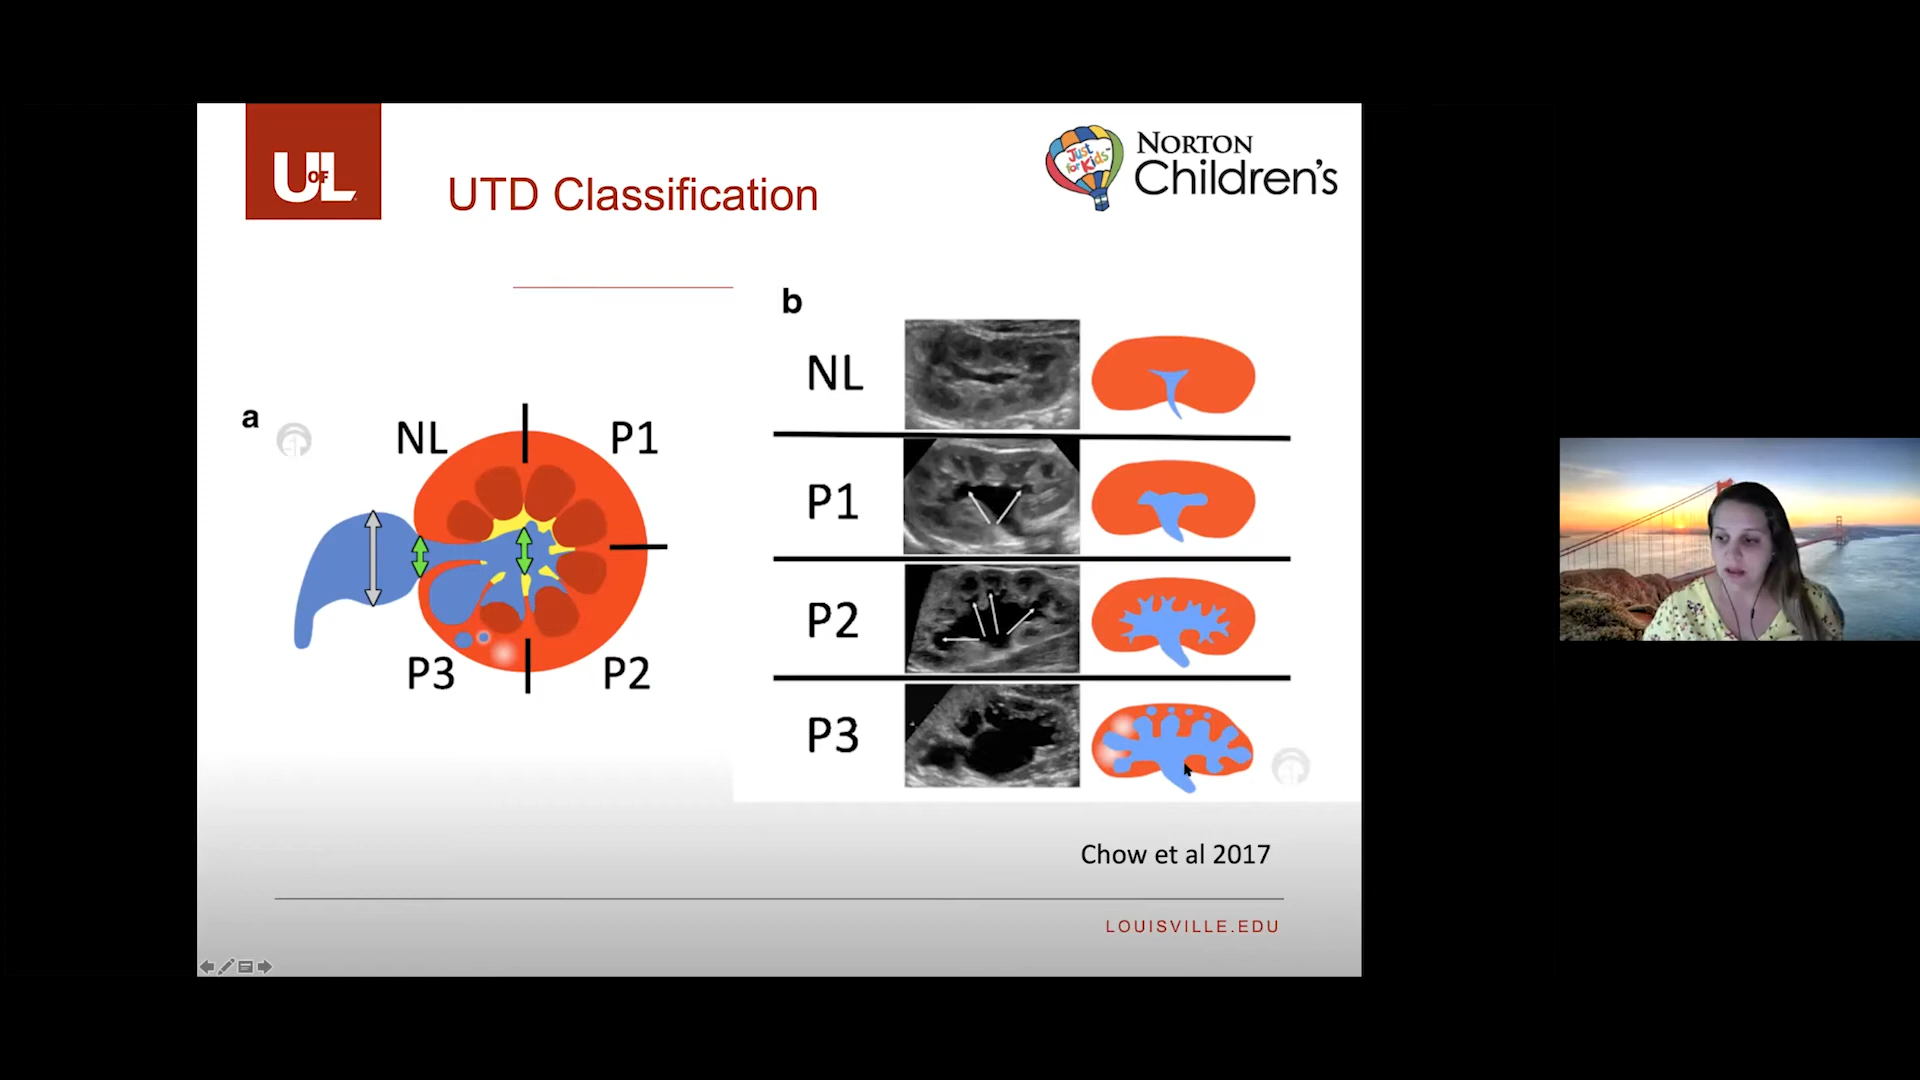 UOFL
UTD Classification
Just for Kids
NORTON
Children's
a
NL
P1
P3
P2
b
NL
P1
P2
P3
Chow et al 2017
LOUISVILLE.EDU